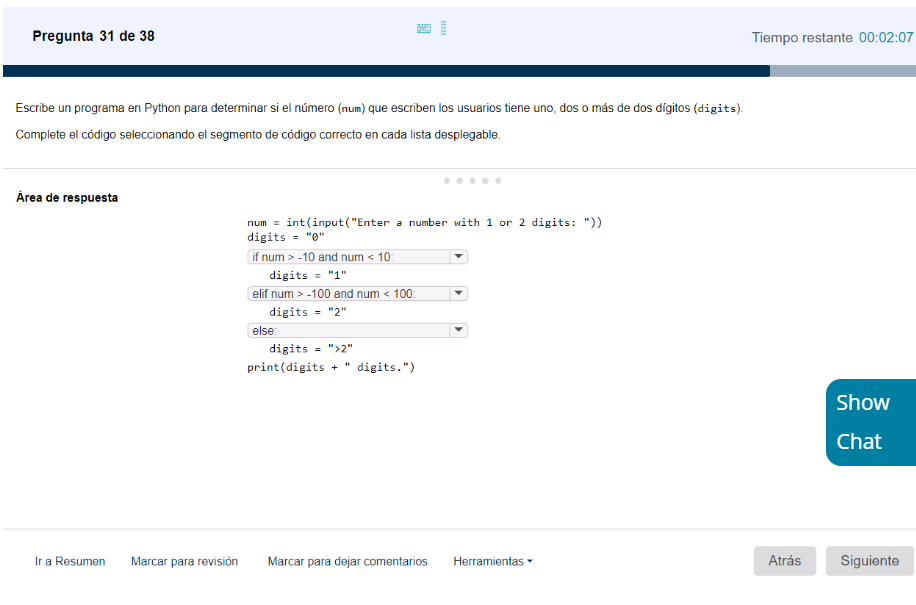 Pregunta 31 de 38
Tiempo restante 00:02:07
Escribe un programa en Python para determinar si el número (num) que escriben los usuarios tiene uno, dos o más de dos dígitos (digits).
Complete el código seleccionando el segmento de código correcto en cada lista desplegable.
Área de respuesta
num = int(input("Enter a number with 1 or 2 digits: "))
digits = "0"
if num > -10 and num < 10:
digits = "1"
elif num > -100 and num < 100:
digits = "2"
else:
digits = ">2"
print(digits + " digits.")
Show
Chat
Ir a Resumen Marcar para revisión Marcar para dejar comentarios Herramientas Atrás Siguiente